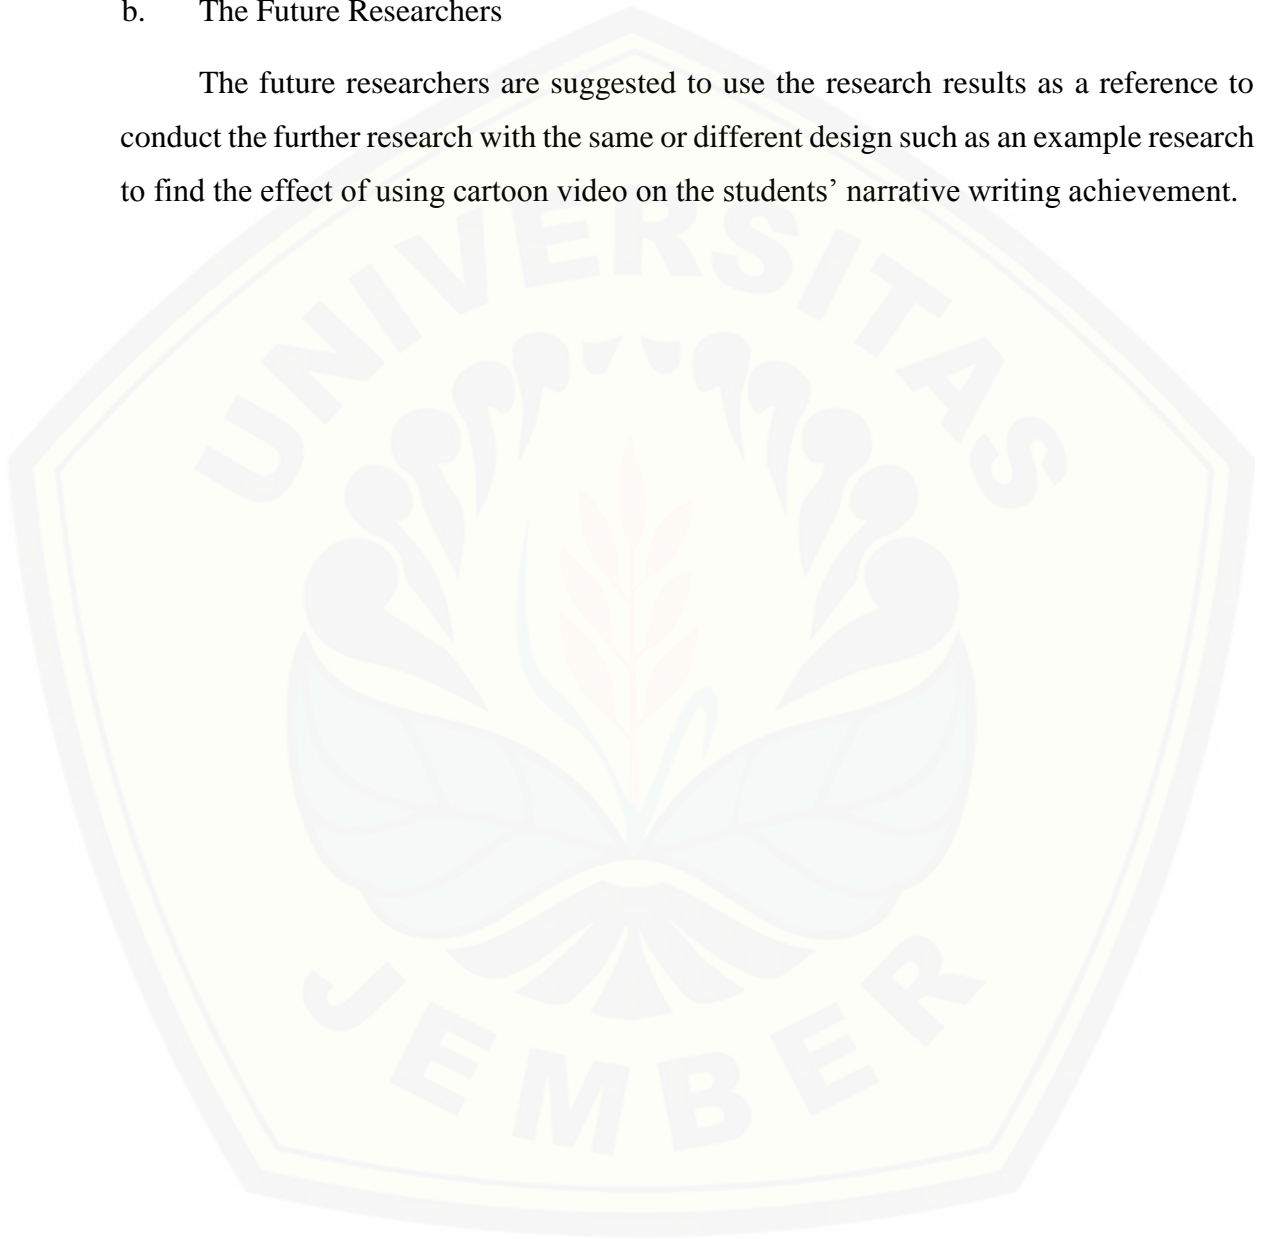 b. The Future Researchers
The future researchers are suggested to use the research results as a reference to
conduct the further research with the same or different design such as an example research
to find the effect of using cartoon video on the students’ narrative writing achievement.
UNIVERSITAS
JEMBER